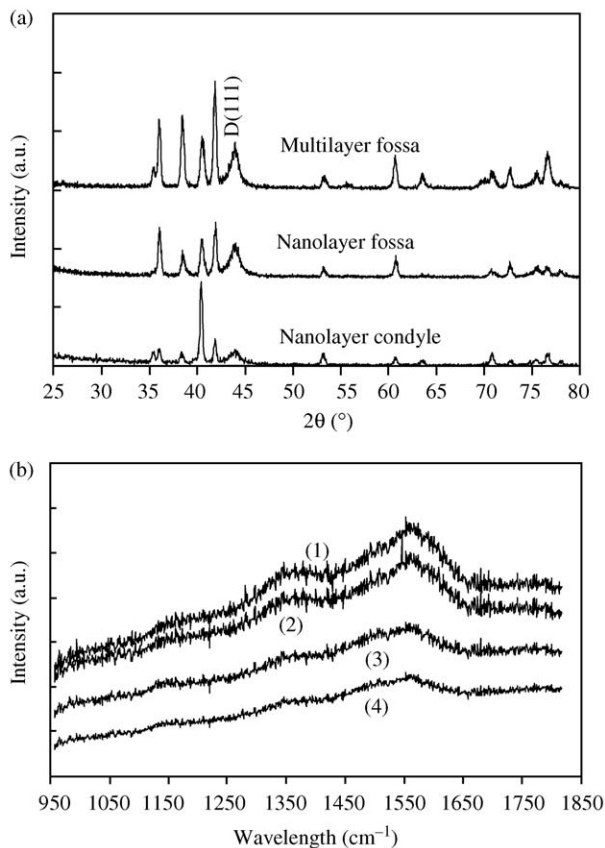 (a)
D(111)
Multilayer fossa
Nanolayer fossa
Nanolayer condyle
Intensity (a.u.)
25 30 35 40 45 50 55 60 65 70 75 80
2θ (°)
(b)
(1)
(2)
(3)
(4)
Intensity (a.u.)
950 1050 1150 1250 1350 1450 1550 1650 1750 1850
Wavelength (cm⁻¹)